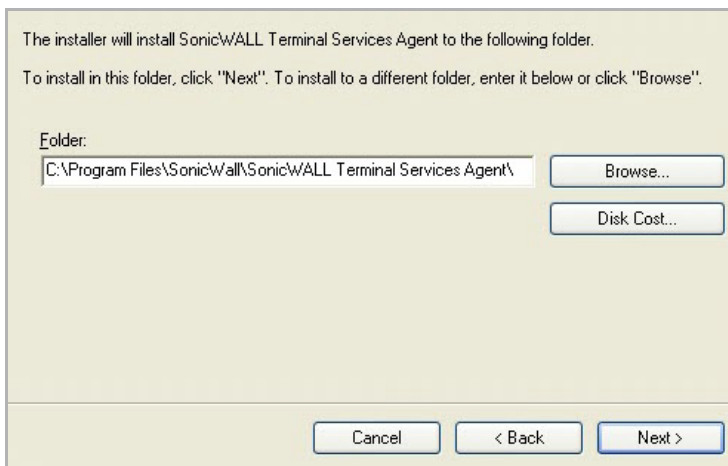 The installer will install SonicWALL Terminal Services Agent to the following folder.
To install in this folder, click "Next". To install to a different folder, enter it below or click "Browse".
Folder:
C:\Program Files\SonicWall\SonicWALL Terminal Services Agent\
Browse...
Disk Cost...
Cancel
< Back
Next >